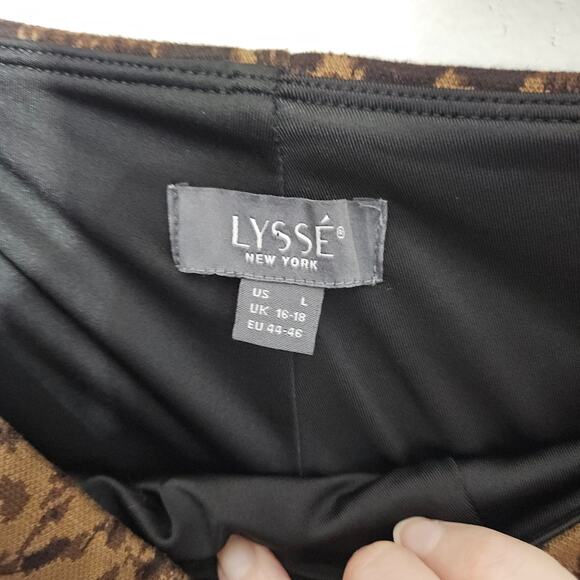 LYSSÉ®
NEW YORK
US L
UK 16-18
EU 44-46